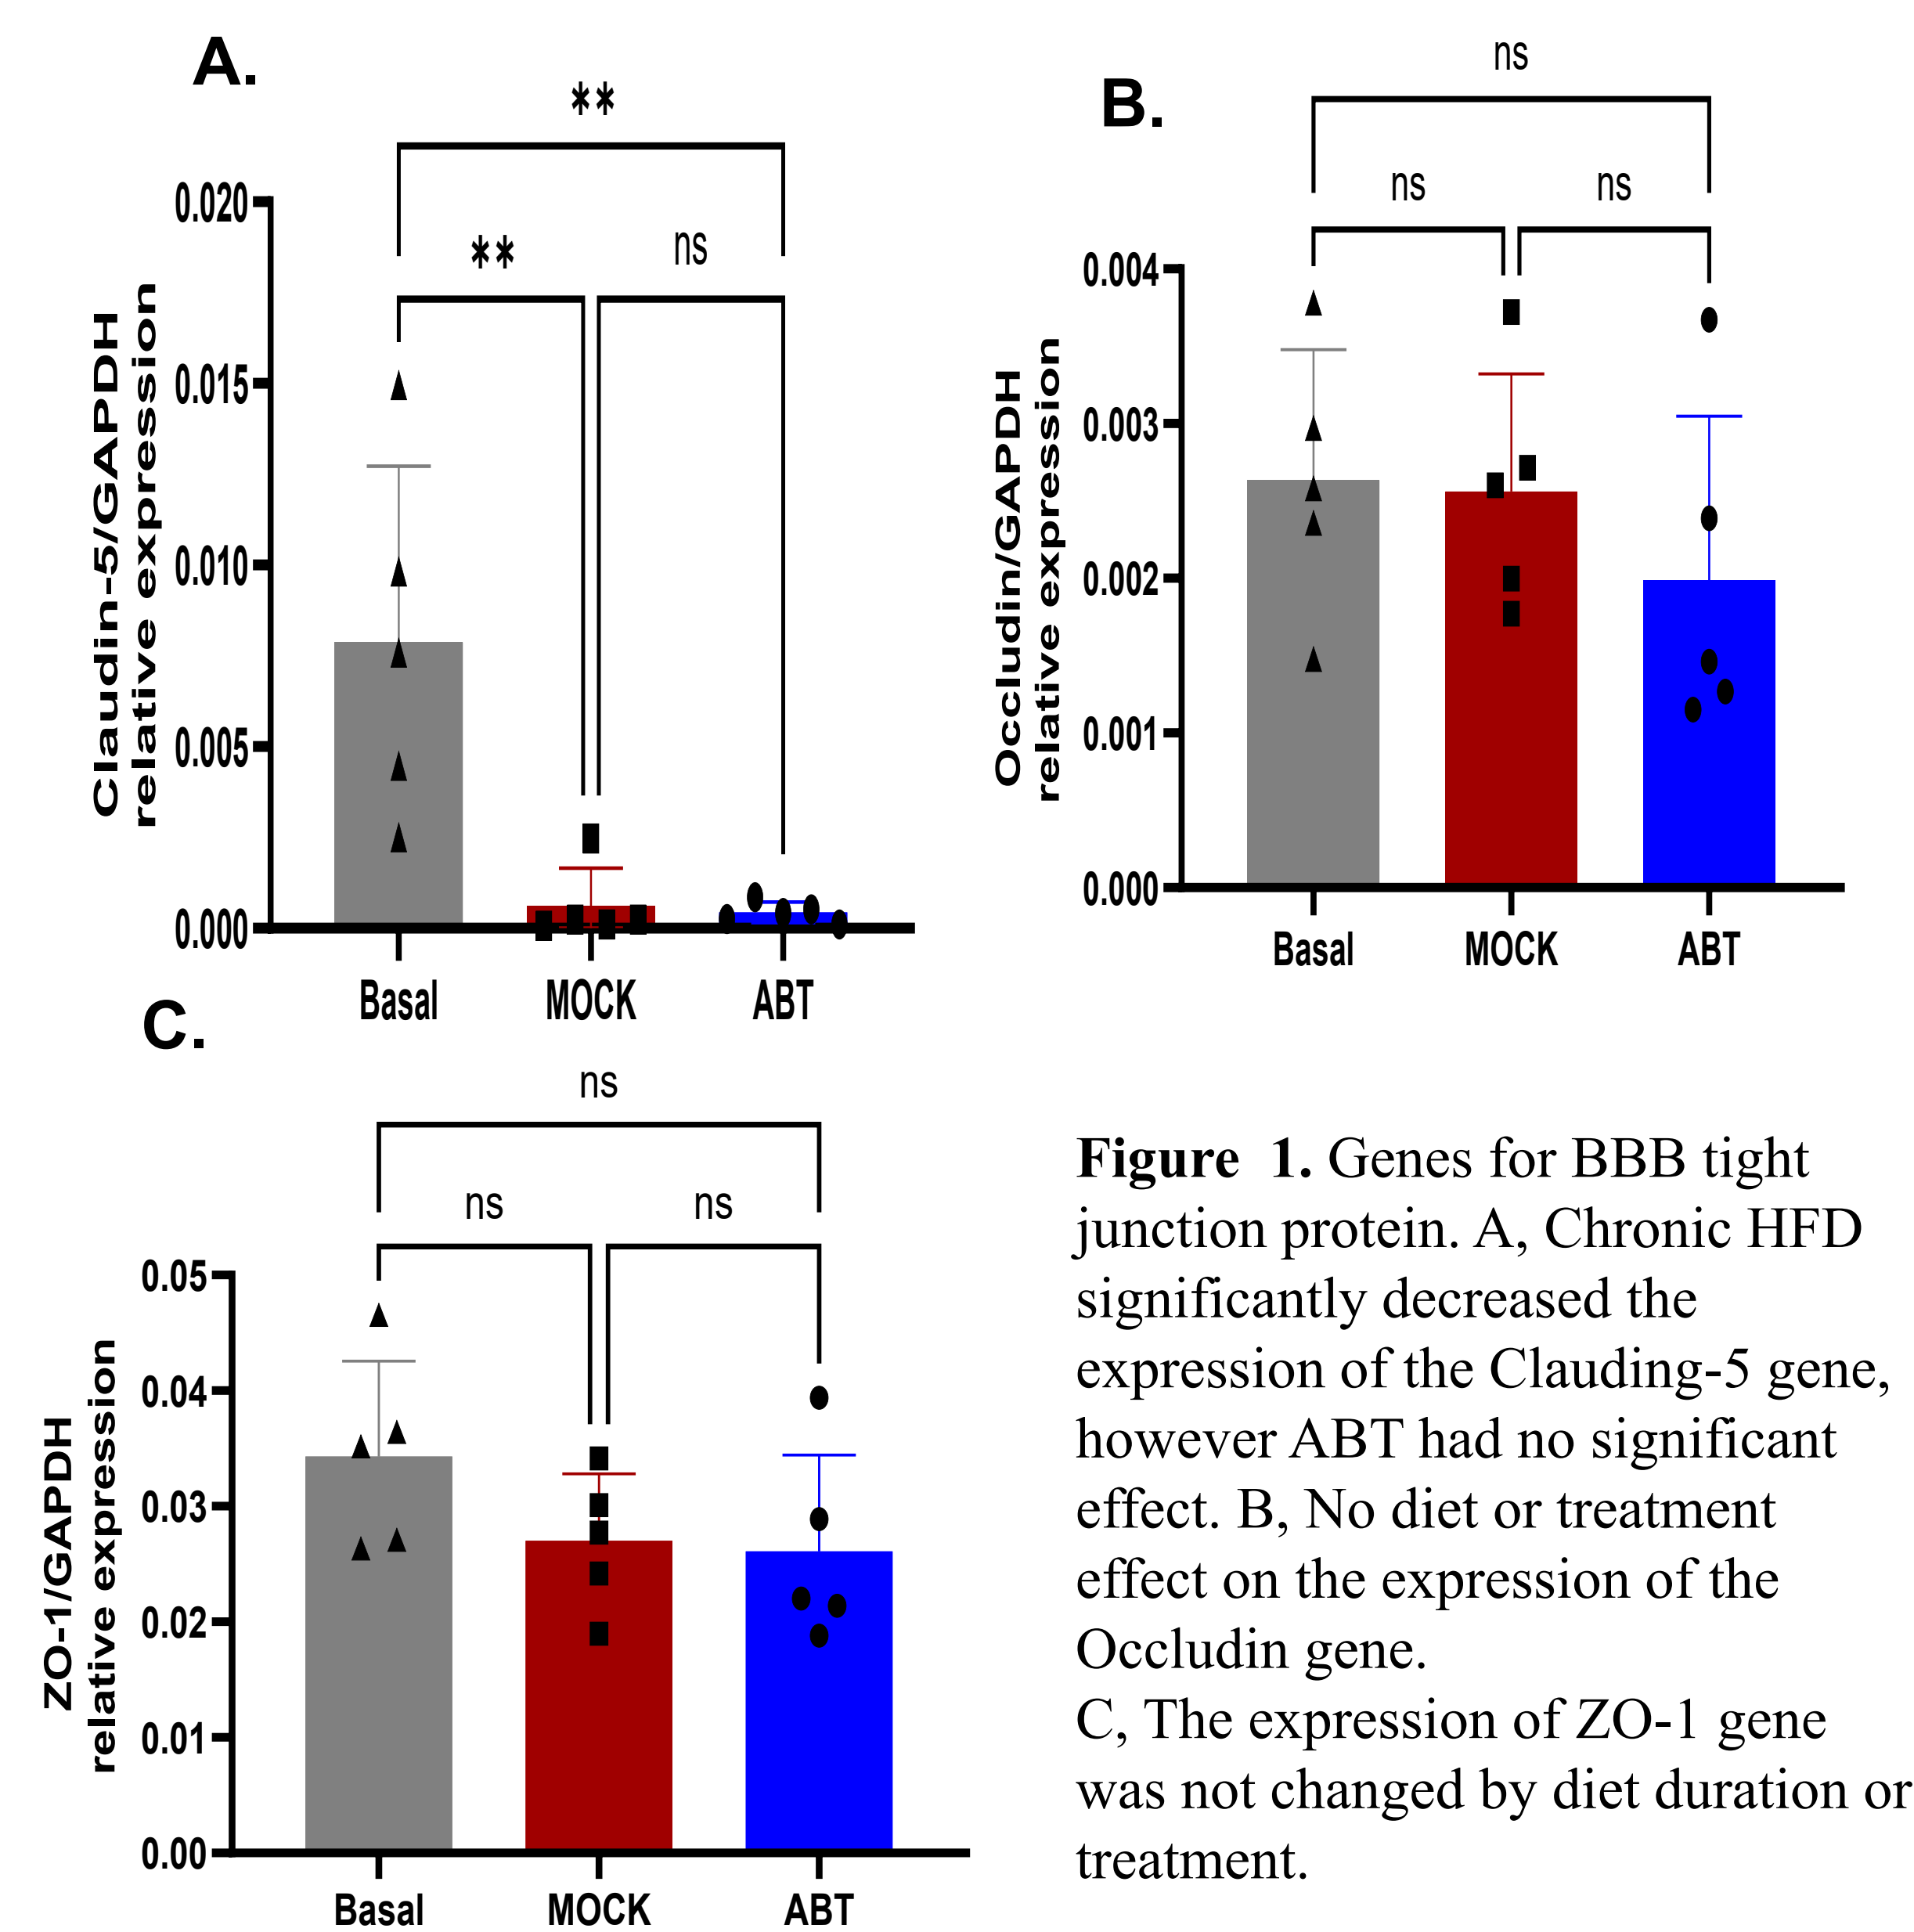 A.
**
**
ns
0.020
0.015
0.010
0.005
0.000
Claudin-5/GAPDH
relative expression
Basal MOCK ABT
B.
ns
ns ns
0.004
0.003
0.002
0.001
0.000
Occludin/GAPDH
relative expression
Basal MOCK ABT
C.
ns
ns ns
0.05
0.04
0.03
0.02
0.01
0.00
ZO-1/GAPDH
relative expression
Basal MOCK ABT
Figure 1. Genes for BBB tight
junction protein. A, Chronic HFD
significantly decreased the
expression of the Clauding-5 gene,
however ABT had no significant
effect. B, No diet or treatment
effect on the expression of the
Occludin gene.
C, The expression of ZO-1 gene
was not changed by diet duration or
treatment.